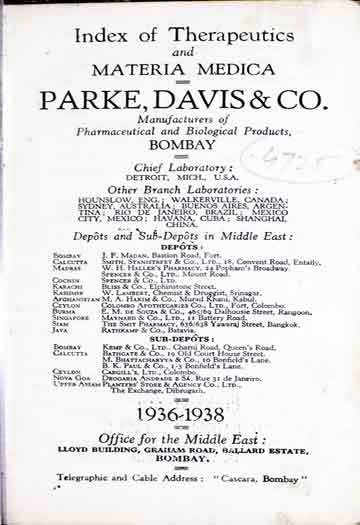 Index of Therapeutics
and
MATERIA MEDICA
PARKE, DAVIS & CO.
Manufacturers of
Pharmaceutical and Biological Products,
BOMBAY
4725
Chief Laboratory:
DETROIT, MICH., U.S.A.
Other Branch Laboratories:
HOUNSLOW, ENG.; WALKERVILLE, CANADA;
SYDNEY, AUSTRALIA; BUENOS AIRES, ARGEN-
TINA; RIO DE JANEIRO, BRAZIL; MEXICO
CITY, MEXICO; HAVANA, CUBA; SHANGHAI,
CHINA.
Depôts and Sub-Depôts in Middle East:
DEPÔTS:
BOMBAY J. F. MADAN, Bastion Road, Fort.
CALCUTTA SMITH, STANISTREET & CO., LTD., 18, Convent Road, Entally.
MADRAS W. H. HALLER'S PHARMACY, 24 Popham's Broadway.
SPENCER & CO., LTD., Mount Road.
COCHIN SPENCER & CO., LTD.
KARACHI BLISS & CO., Elphinstone Street.
KASHMIR W. LAMBERT, Chemist & Druggist, Srinagar.
AFGHANISTAN M. A. HAKIM & CO., Murad Khani, Kabul.
CEYLON COLOMBO APOTHECARIES CO., LTD., Fort, Colombo.
BURMA E. M. DE SOUZA & CO., 465/69 Dalhousie Street, Rangoon.
SINGAPORE MAYNARD & CO., LTD., 11 Battery Road.
SIAM THE SMIT PHARMACY, 636/638 Yawaraj Street, Bangkok.
JAVA RATHKAMP & CO., Batavia.
SUB-DEPÔTS:
BOMBAY KEMP & CO., LTD., Charni Road, Queen's Road.
CALCUTTA BATHGATE & CO., 19 Old Court House Street.
M. BHATTACHARYYA & CO., 10 Bonfield's Lane.
B. K. PAUL & CO., 1-3 Bonfield's Lane.
CEYLON CARGILL'S, LTD., Colombo.
NOVA GOA DROGARIA ANDRADE & SÁ, Rue 31 de Janeiro.
UPPER ASSAM PLANTERS' STORE & AGENCY CO., LTD.,
The Exchange, Dibrugarh.
1936-1938
Office for the Middle East:
LLOYD BUILDING, GRAHAM ROAD, BALLARD ESTATE,
BOMBAY.
Telegraphic and Cable Address: "Cascara, Bombay"